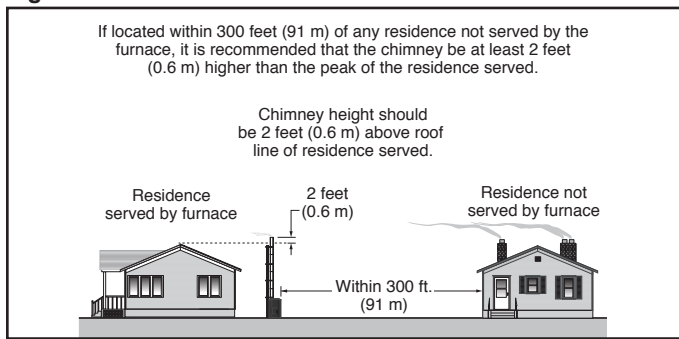 If located within 300 feet (91 m) of any residence not served by the
furnace, it is recommended that the chimney be at least 2 feet
(0.6 m) higher than the peak of the residence served.
Chimney height should
be 2 feet (0.6 m) above roof
line of residence served.
Residence
served by furnace
2 feet
(0.6 m)
Residence not
served by furnace
Within 300 ft.
(91 m)